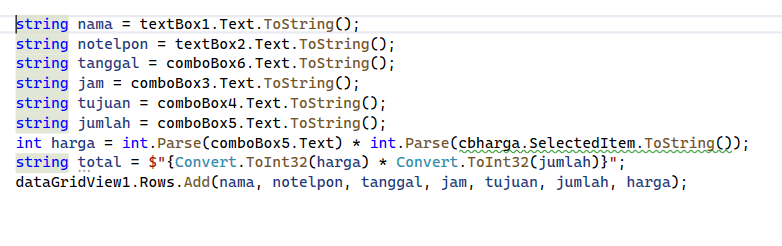 string nama = textBox1.Text.ToString();
string notelpon = textBox2.Text.ToString();
string tanggal = comboBox6.Text.ToString();
string jam = comboBox3.Text.ToString();
string tujuan = comboBox4.Text.ToString();
string jumlah = comboBox5.Text.ToString();
int harga = int.Parse(comboBox5.Text) * int.Parse(cbharga.SelectedItem.ToString());
string total = $"{Convert.ToInt32(harga) * Convert.ToInt32(jumlah)}";
dataGridView1.Rows.Add(nama, notelpon, tanggal, jam, tujuan, jumlah, harga);